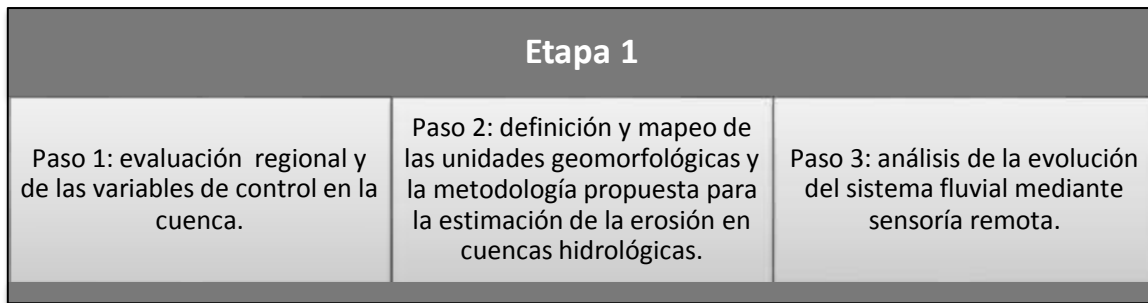 Etapa 1
Paso 1: evaluación regional y
de las variables de control en la
cuenca.
Paso 2: definición y mapeo de
las unidades geomorfológicas y
la metodología propuesta para
la estimación de la erosión en
cuencas hidrológicas.
Paso 3: análisis de la evolución
del sistema fluvial mediante
sensoría remota.